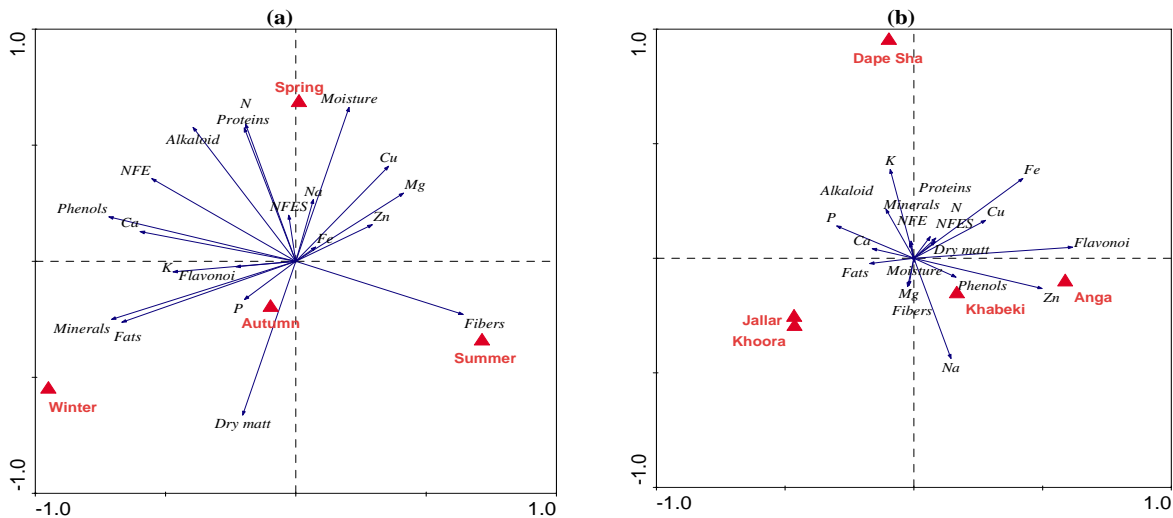 (a)
1.0
Spring
Moisture
N
Proteins
Alkaloid
Cu
NFE
Mg
Na
Phenols
NFES
Zn
Ca
Fe
K
Flavonoi
P
Autumn
Minerals
Fats
Fibers
Summer
Winter
Dry matt
-1.0
-1.0
1.0
(b)
1.0
Dape Sha
K
Fe
Alkaloid
Proteins
Minerals
N
P
NFE
NFES
Cu
Ca
Dry matt
Flavonoi
Fats
Moisture
Phenols
Mg
Zn
Anga
Fibers
Khabeki
Jallar
Khoora
Na
-1.0
-1.0
1.0